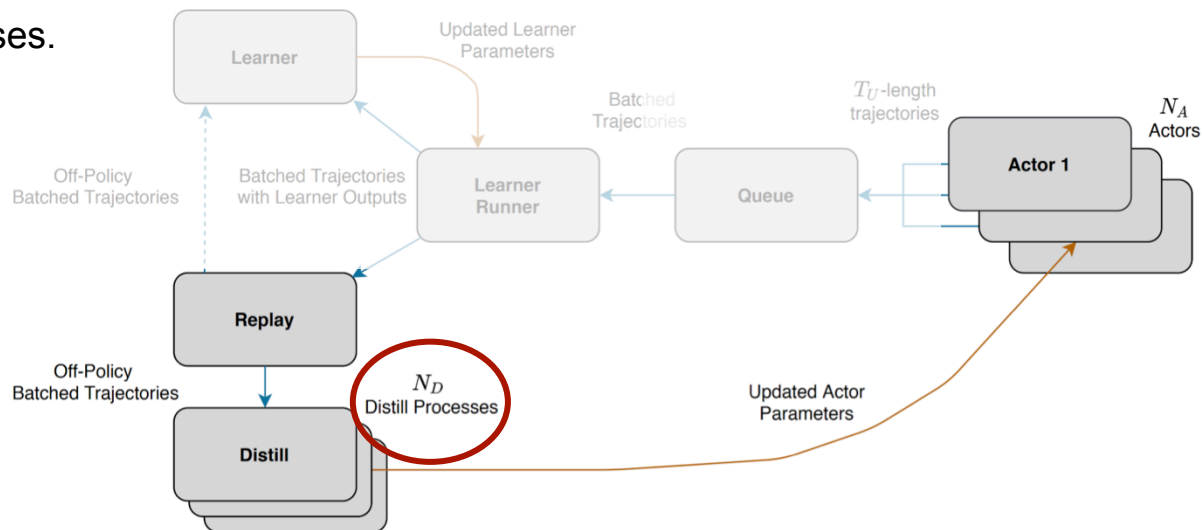 ses.
Learner
Updated Learner
Parameters
Batched
Trajectories
$T_U$-length
trajectories
$N_A$
Actors
Actor 1
Off-Policy
Batched Trajectories
Batched Trajectories
with Learner Outputs
Learner
Runner
Queue
Replay
Off-Policy
Batched Trajectories
$N_D$
Distill Processes
Updated Actor
Parameters
Distill